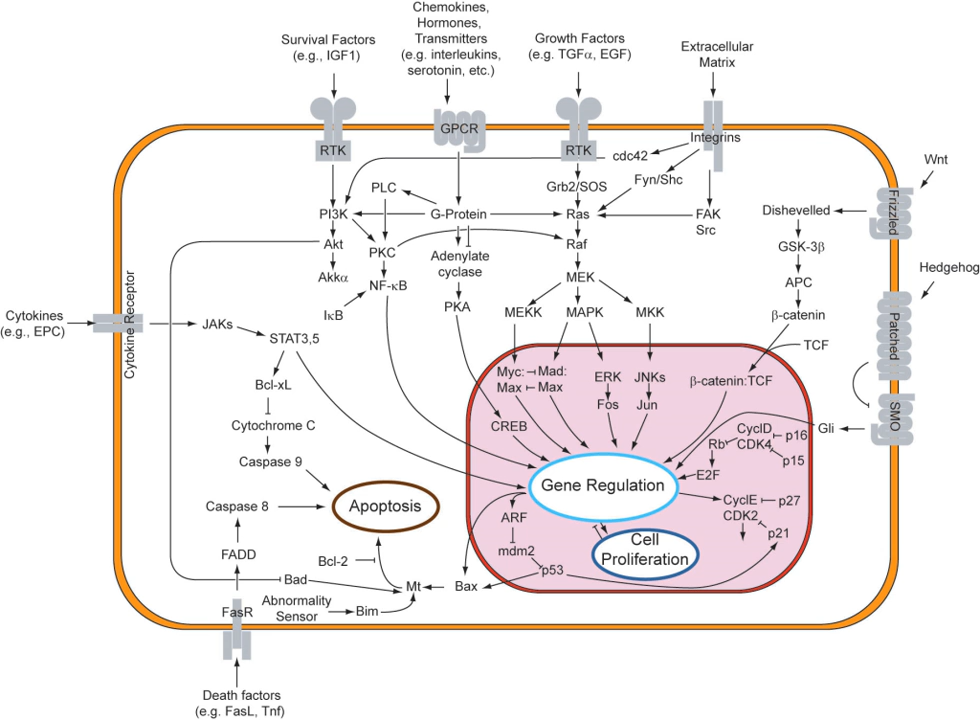 Chemokines,
Hormones,
Transmitters
(e.g. interleukins,
serotonin, etc.)
Survival Factors
(e.g., IGF1)
Growth Factors
(e.g. TGFα, EGF)
Extracellular
Matrix
GPCR
RTK
RTK
Integrins
cdc42
Wnt
Fyn/Shc
Grb2/SOS
PLC
Frizzled
PI3K
G-Protein
Ras
FAK
Src
Dishevelled
Akt
PKC
Raf
GSK-3β
Adenylate
cyclase
Akkα
NF-κB
MEK
APC
Hedgehog
IκB
PKA
MEKK
MAPK
MKK
β-catenin
Patched
Cytokines
(e.g., EPC)
Cytokine Receptor
JAKs
STAT3,5
TCF
Myc:
Max
Mad:
Max
ERK
JNKs
β-catenin:TCF
Bcl-xL
Fos
Jun
SMO
Cytochrome C
CREB
Gli
CyclD
CDK4
p16
Rb
p15
Caspase 9
E2F
Gene Regulation
CyclE
CDK2
p27
p21
Caspase 8
Apoptosis
ARF
Cell
Proliferation
mdm2
FADD
Bcl-2
p53
Bad
Mt
Bax
Abnormality
Sensor
Bim
FasR
Death factors
(e.g. FasL, Tnf)